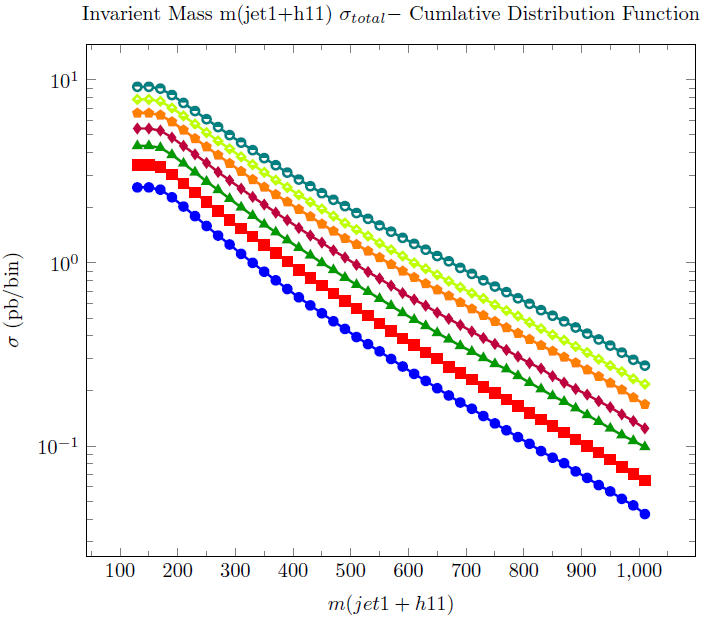 Invarient Mass m(jet1+h11) σ_total− Cumlative Distribution Function
10^1
10^0
10^−1
σ (pb/bin)
100 200 300 400 500 600 700 800 900 1,000
m(jet1 + h11)